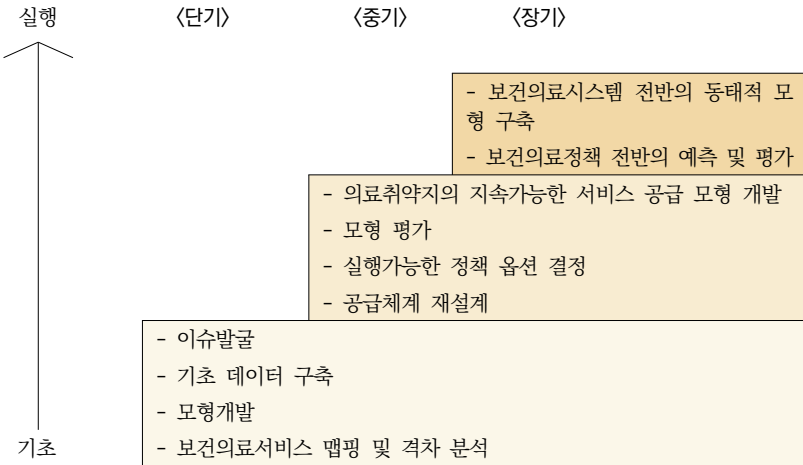 실행 〈단기〉 〈중기〉 〈장기〉
- 보건의료시스템 전반의 동태적 모
형 구축
- 보건의료정책 전반의 예측 및 평가
- 의료취약지의 지속가능한 서비스 공급 모형 개발
- 모형 평가
- 실행가능한 정책 옵션 결정
- 공급체계 재설계
- 이슈발굴
- 기초 데이터 구축
- 모형개발
- 보건의료서비스 맵핑 및 격차 분석
기초